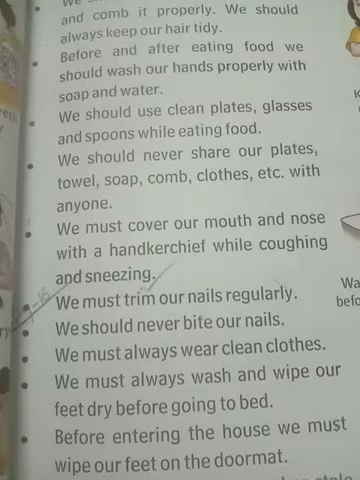 and comb it properly. We should
always keep our hair tidy.
Before and after eating food we
should wash our hands properly with
soap and water.
We should use clean plates, glasses
and spoons while eating food.
We should never share our plates,
towel, soap, comb, clothes, etc. with
anyone.
We must cover our mouth and nose
with a handkerchief while coughing
and sneezing.
We must trim our nails regularly.
We should never bite our nails.
We must always wear clean clothes.
We must always wash and wipe our
feet dry before going to bed.
Before entering the house we must
wipe our feet on the doormat.
Wa
befo